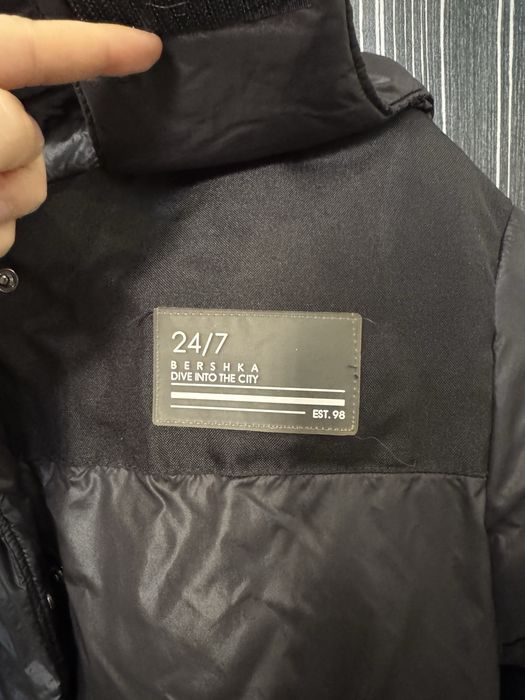 24/7
BERSHKA
DIVE INTO THE CITY
EST. 98